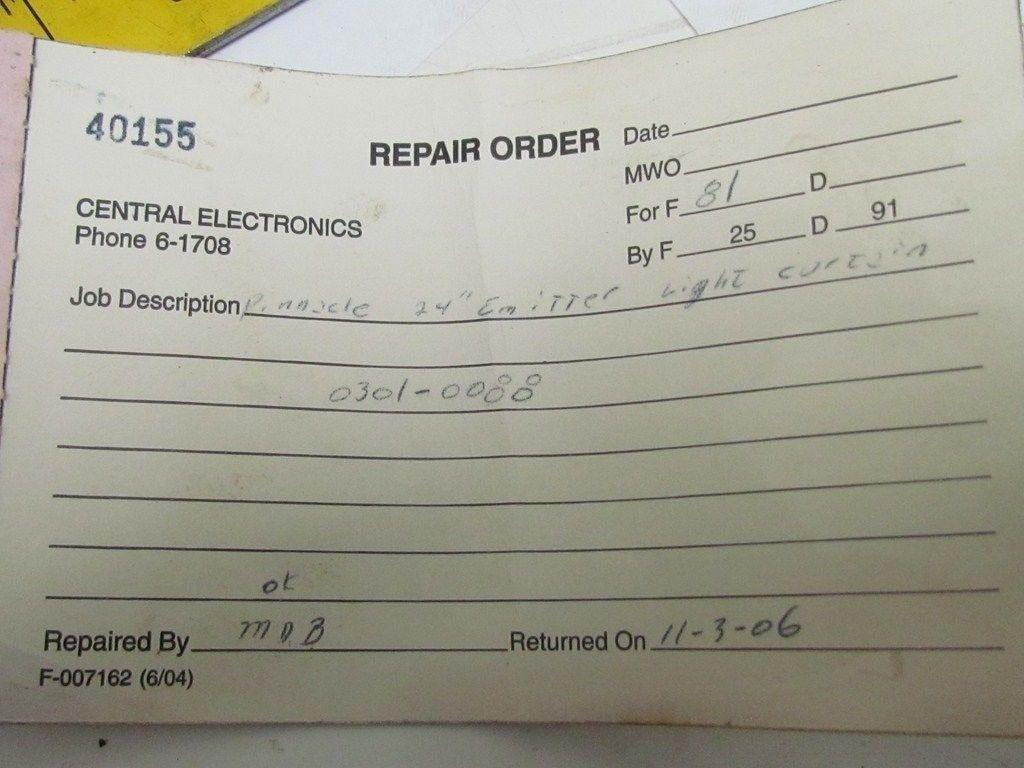 40155
REPAIR ORDER
Date
MWO
For F 81 D
By F 25 D 91
CENTRAL ELECTRONICS
Phone 6-1708
Job Description Pinnacle 24" Emitter Light curtain
0301-0088
ok
Repaired By MDB
Returned On 11-3-06
F-007162 (6/04)